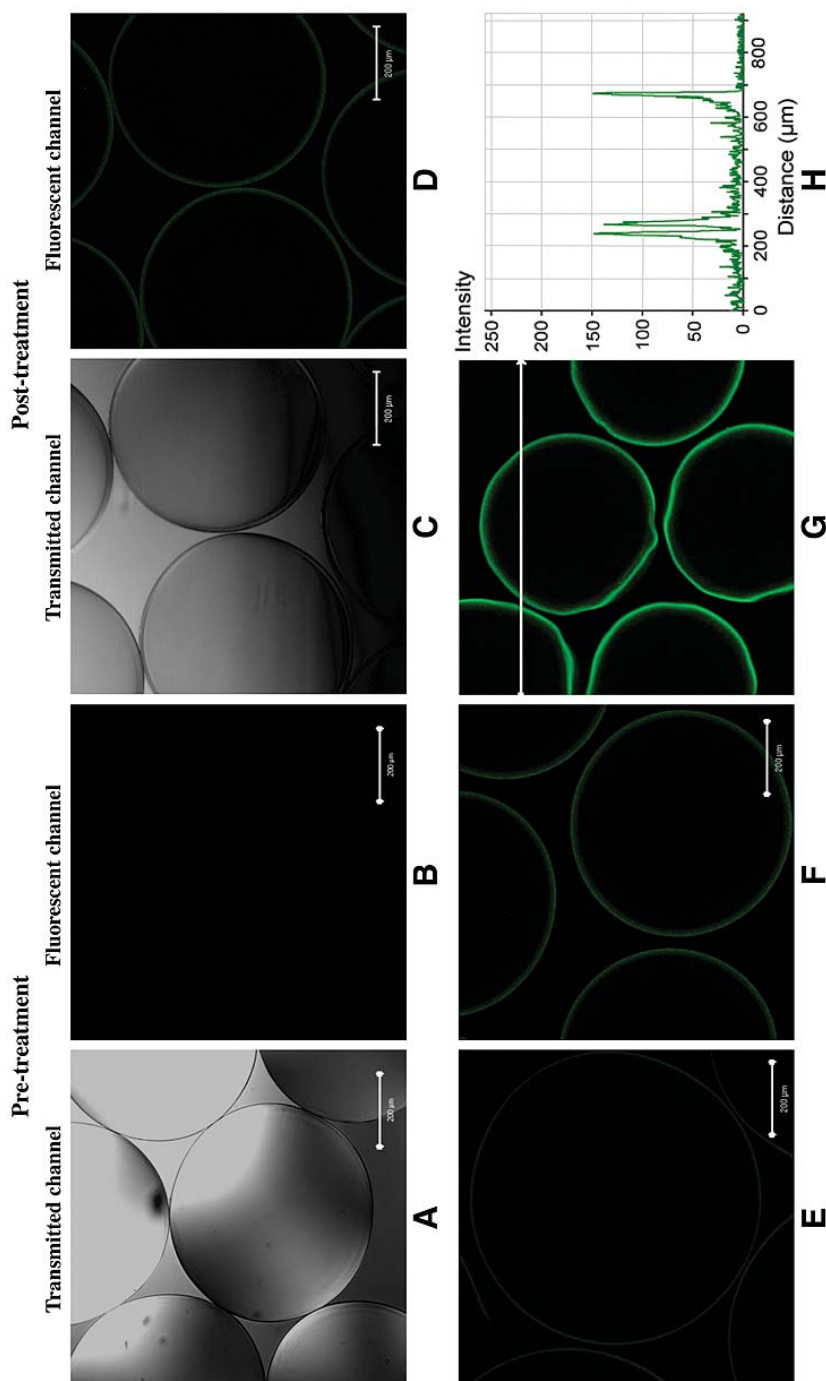 Pre-treatment
Post-treatment
Transmitted channel
Fluorescent channel
Transmitted channel
Fluorescent channel
200 µm
200 µm
200 µm
200 µm
A
B
C
D
200 µm
200 µm
Intensity
250
200
150
100
50
0
0
200
400
600
800
Distance (µm)
E
F
G
H